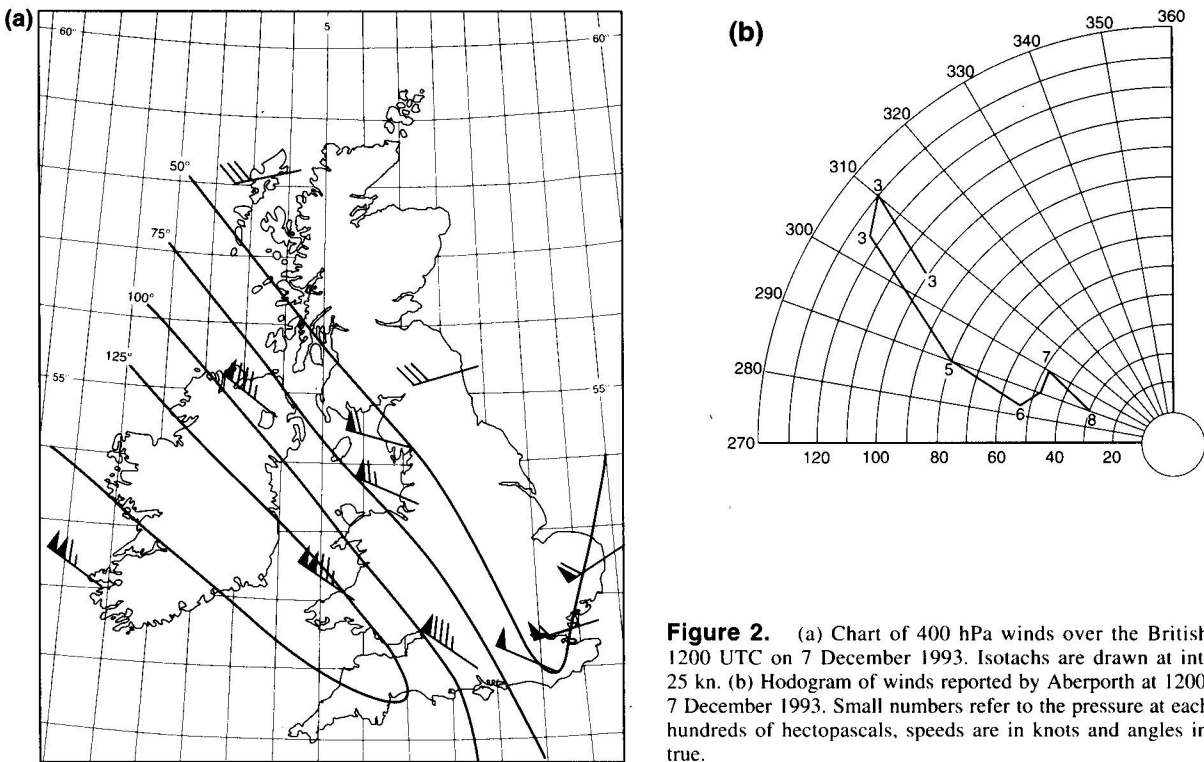 (a)
60°
5
60°
50°
75°
100°
125°
55°
55°
(b)
360
350
340
330
320
310
300
290
280
270
3
3
3
5
6
7
8
120 100 80 60 40 20
Figure 2. (a) Chart of 400 hPa winds over the British
1200 UTC on 7 December 1993. Isotachs are drawn at int
25 kn. (b) Hodogram of winds reported by Aberporth at 1200
7 December 1993. Small numbers refer to the pressure at each
hundreds of hectopascals, speeds are in knots and angles in
true.